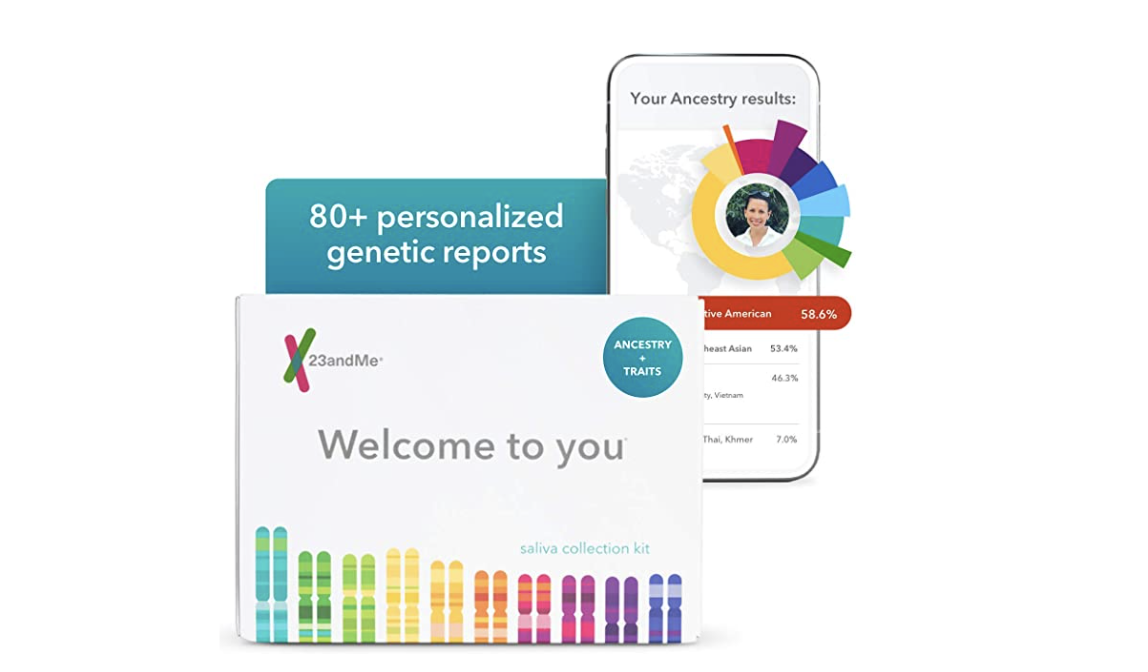 Your Ancestry results:
80+ personalized
genetic reports
tive American 58.6%
23andMe®
ANCESTRY
+
TRAITS
heast Asian 53.4%
46.3%
ty, Vietnam
Thai, Khmer 7.0%
Welcome to you
saliva collection kit